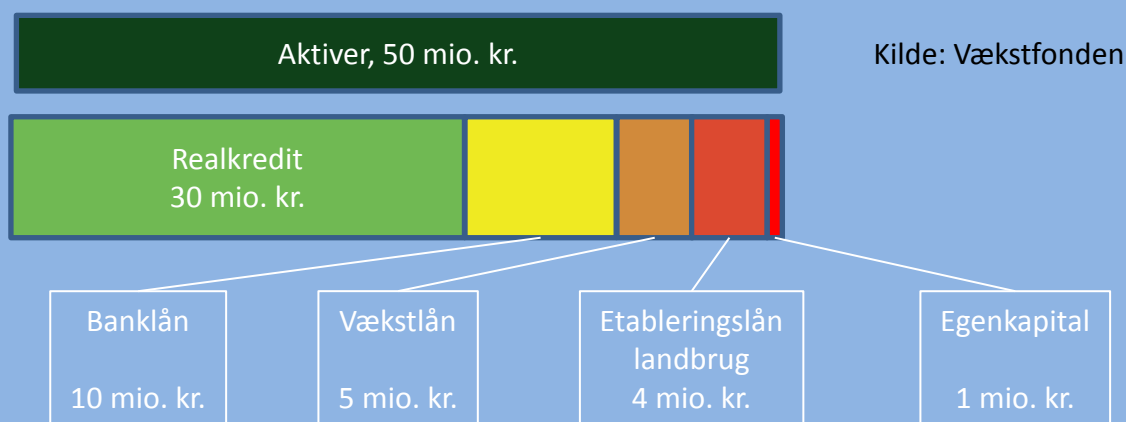 Aktiver, 50 mio. kr.
Kilde: Vækstfonden
Realkredit
30 mio. kr.
Banklån
10 mio. kr.
Vækstlån
5 mio. kr.
Etableringslån
landbrug
4 mio. kr.
Egenkapital
1 mio. kr.